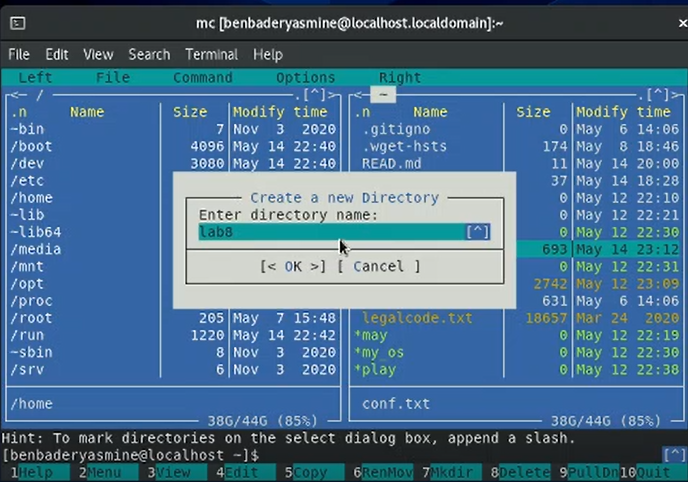 mc [benbaderyasmine@localhost.localdomain]:~
File Edit View Search Terminal Help
Left File Command Options Right
<─ / .[^]> <─ ~ .[^]>
.n Name Size Modify time .n Name Size Modify time
~bin 7 Nov 3 2020 .gitigno 0 May 6 14:06
/boot 4096 May 14 22:40 .wget-hsts 174 May 8 18:46
/dev 3080 May 14 22:40 READ.md 11 May 14 20:00
/etc 37 May 14 18:28
/home 0 May 12 22:10
~lib 0 May 12 22:21
~lib64 0 May 12 22:30
/media 693 May 14 23:12
/mnt 0 May 12 22:31
/opt 2742 May 12 23:09
/proc 631 May 6 14:06
/root 205 May 7 15:48 legalcode.txt 18657 Mar 24 2020
/run 1220 May 14 22:42 *may 0 May 12 22:19
~sbin 8 Nov 3 2020 *my_os 0 May 12 22:30
/srv 6 Nov 3 2020 *play 0 May 12 22:38
Create a new Directory
Enter directory name:
lab8 [^]
[< OK >] [ Cancel ]
/home conf.txt
38G/44G (85%) 38G/44G (85%)
Hint: To mark directories on the select dialog box, append a slash.
[benbaderyasmine@localhost ~]$ [^]
1Help 2Menu 3View 4Edit 5Copy 6RenMov 7Mkdir 8Delete 9PullDn 10Quit